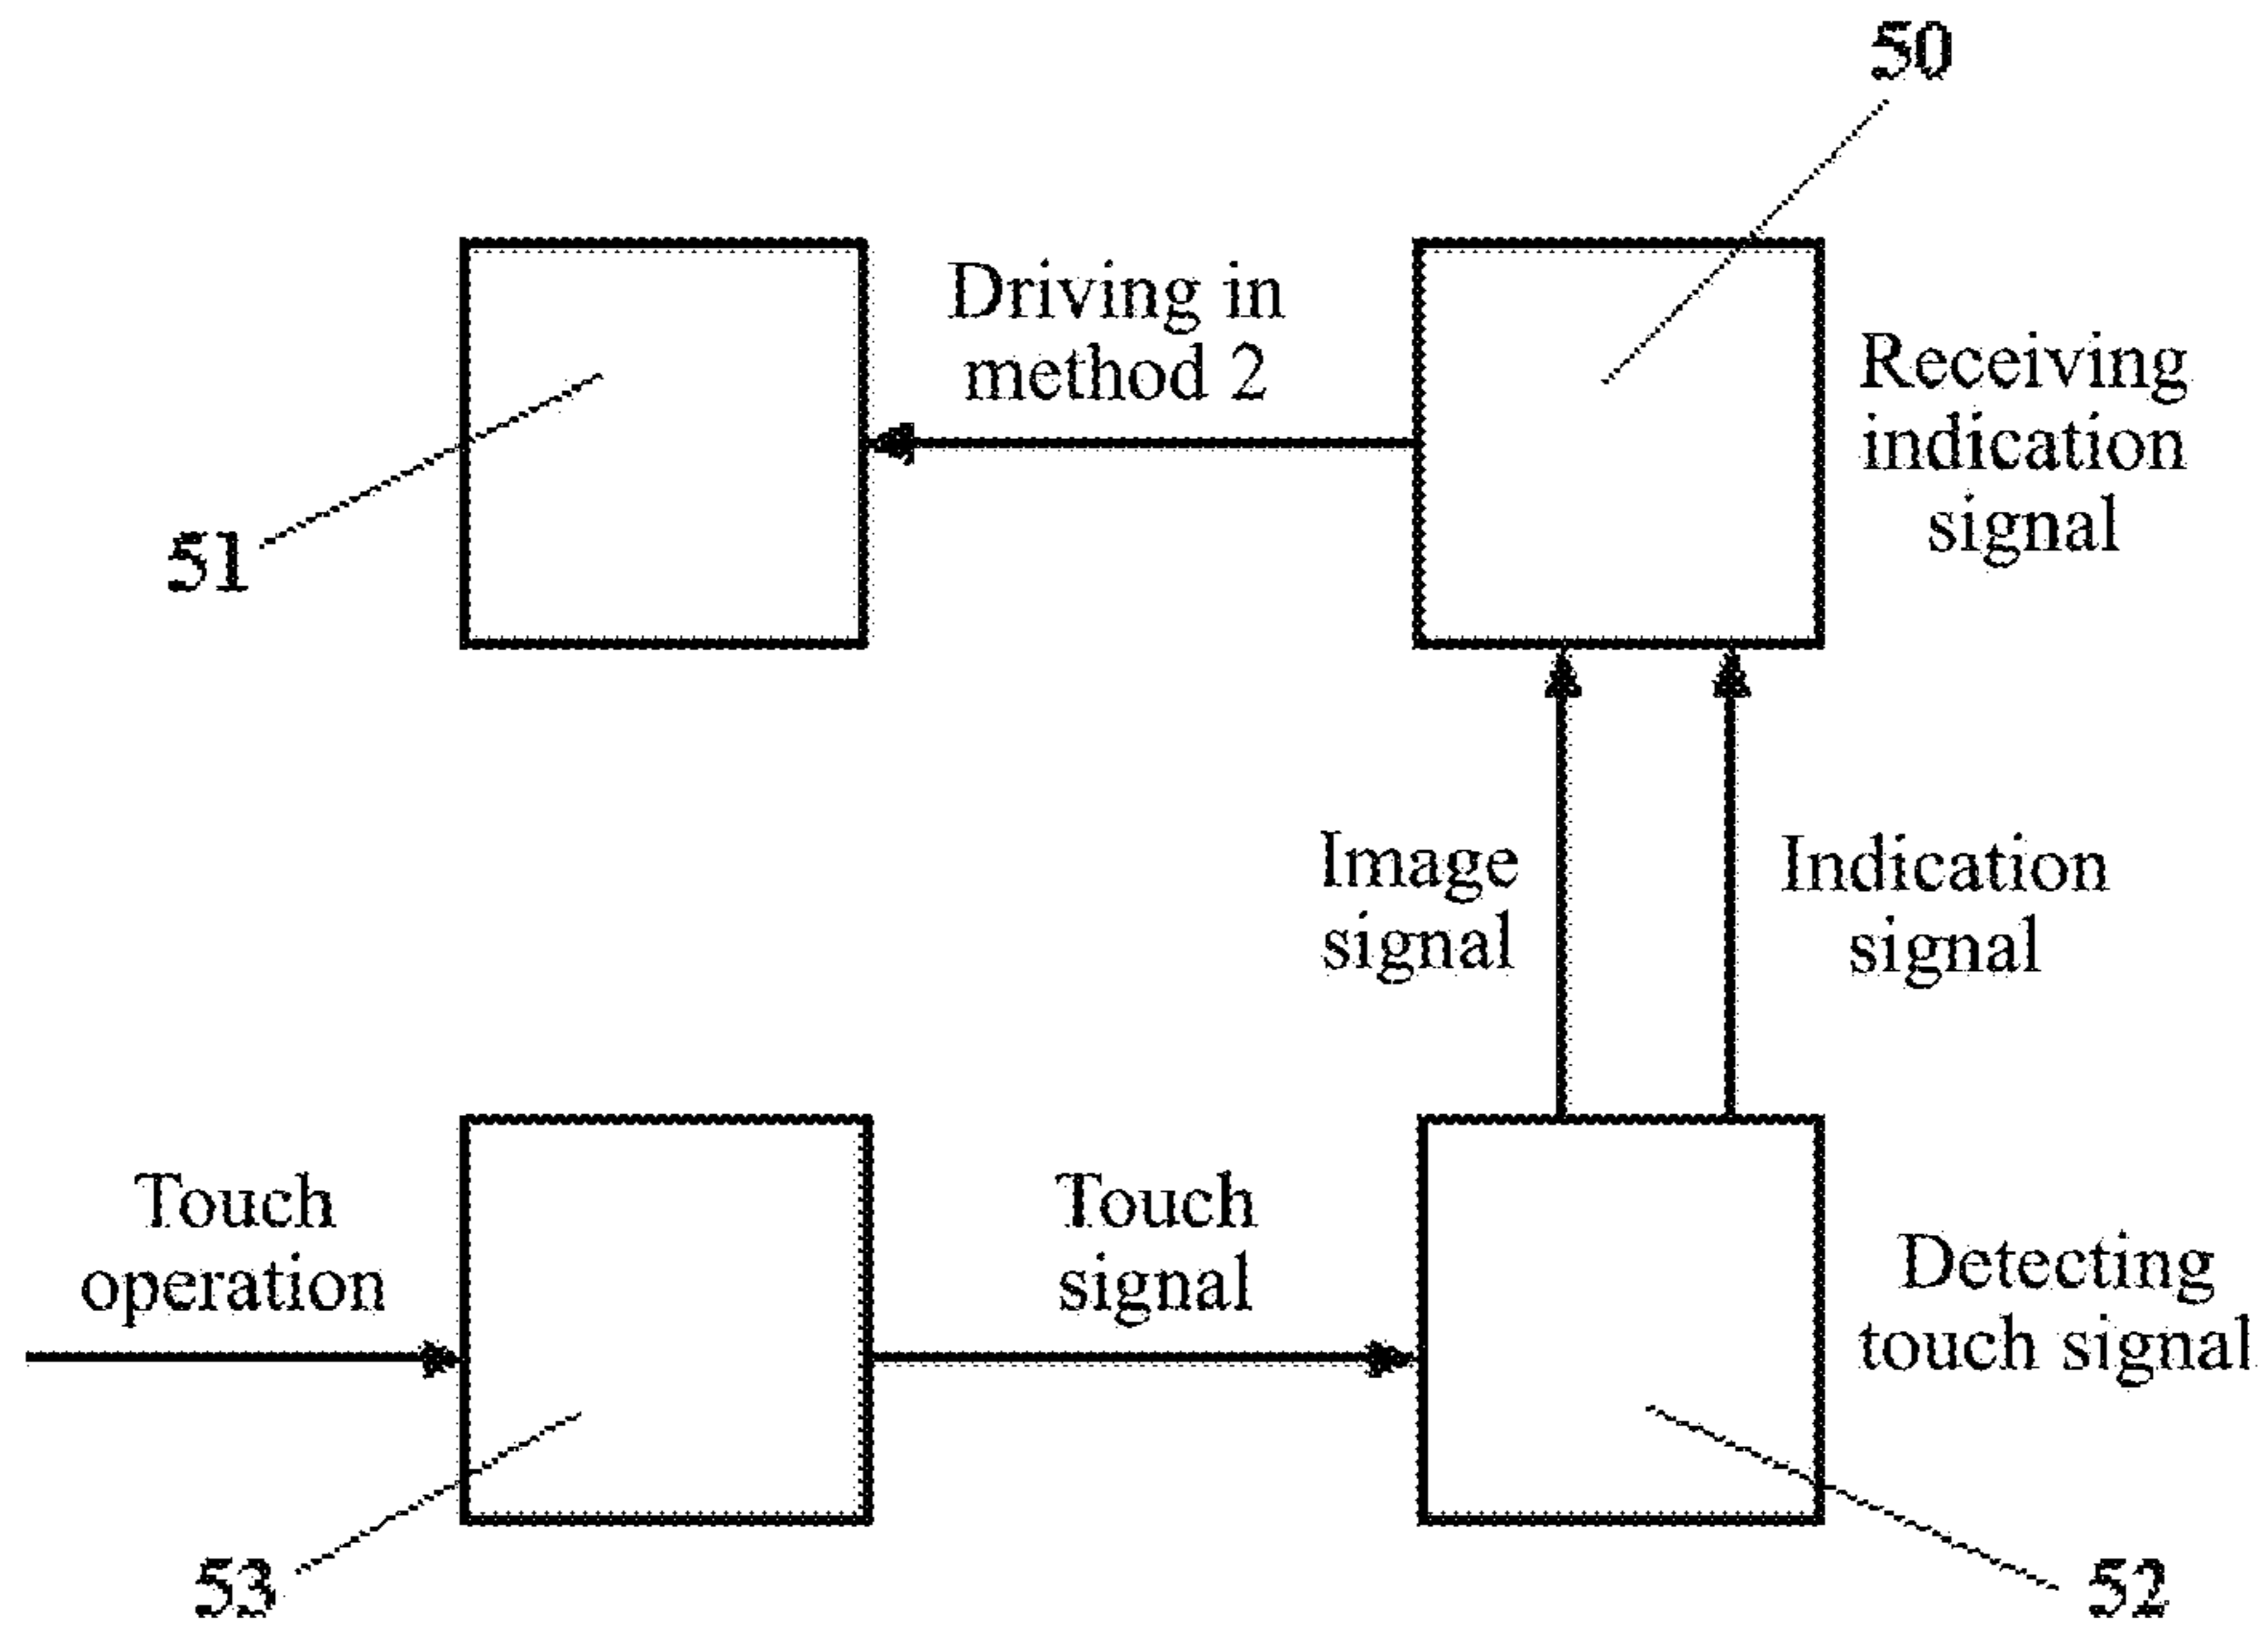 50
Driving in
method 2
Receiving
indication
signal
51
Image
signal
Indication
signal
Touch
operation
Touch
signal
Detecting
touch signal
53
52